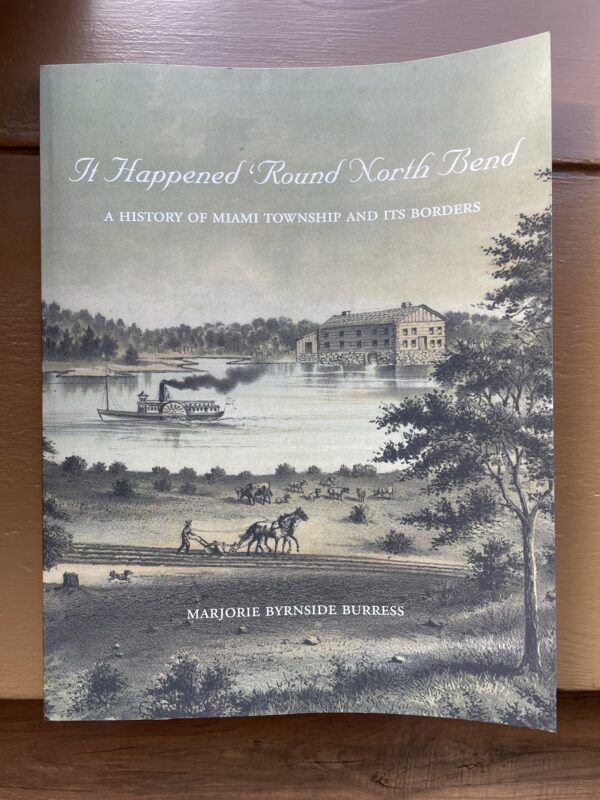 It Happened ‘Round North Bend
A HISTORY OF MIAMI TOWNSHIP AND ITS BORDERS
MARJORIE BYRNSIDE BURRESS